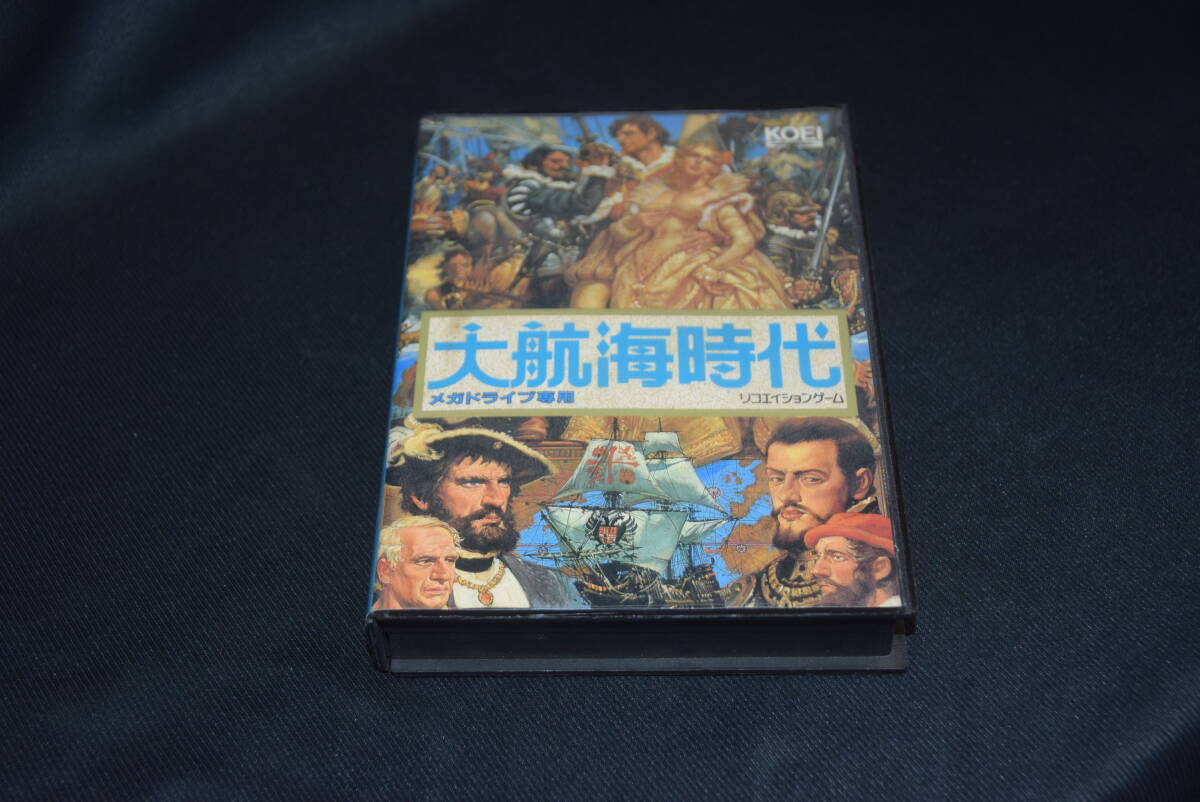 KOEI
大航海時代
メガドライブ専用
リコエイションゲーム